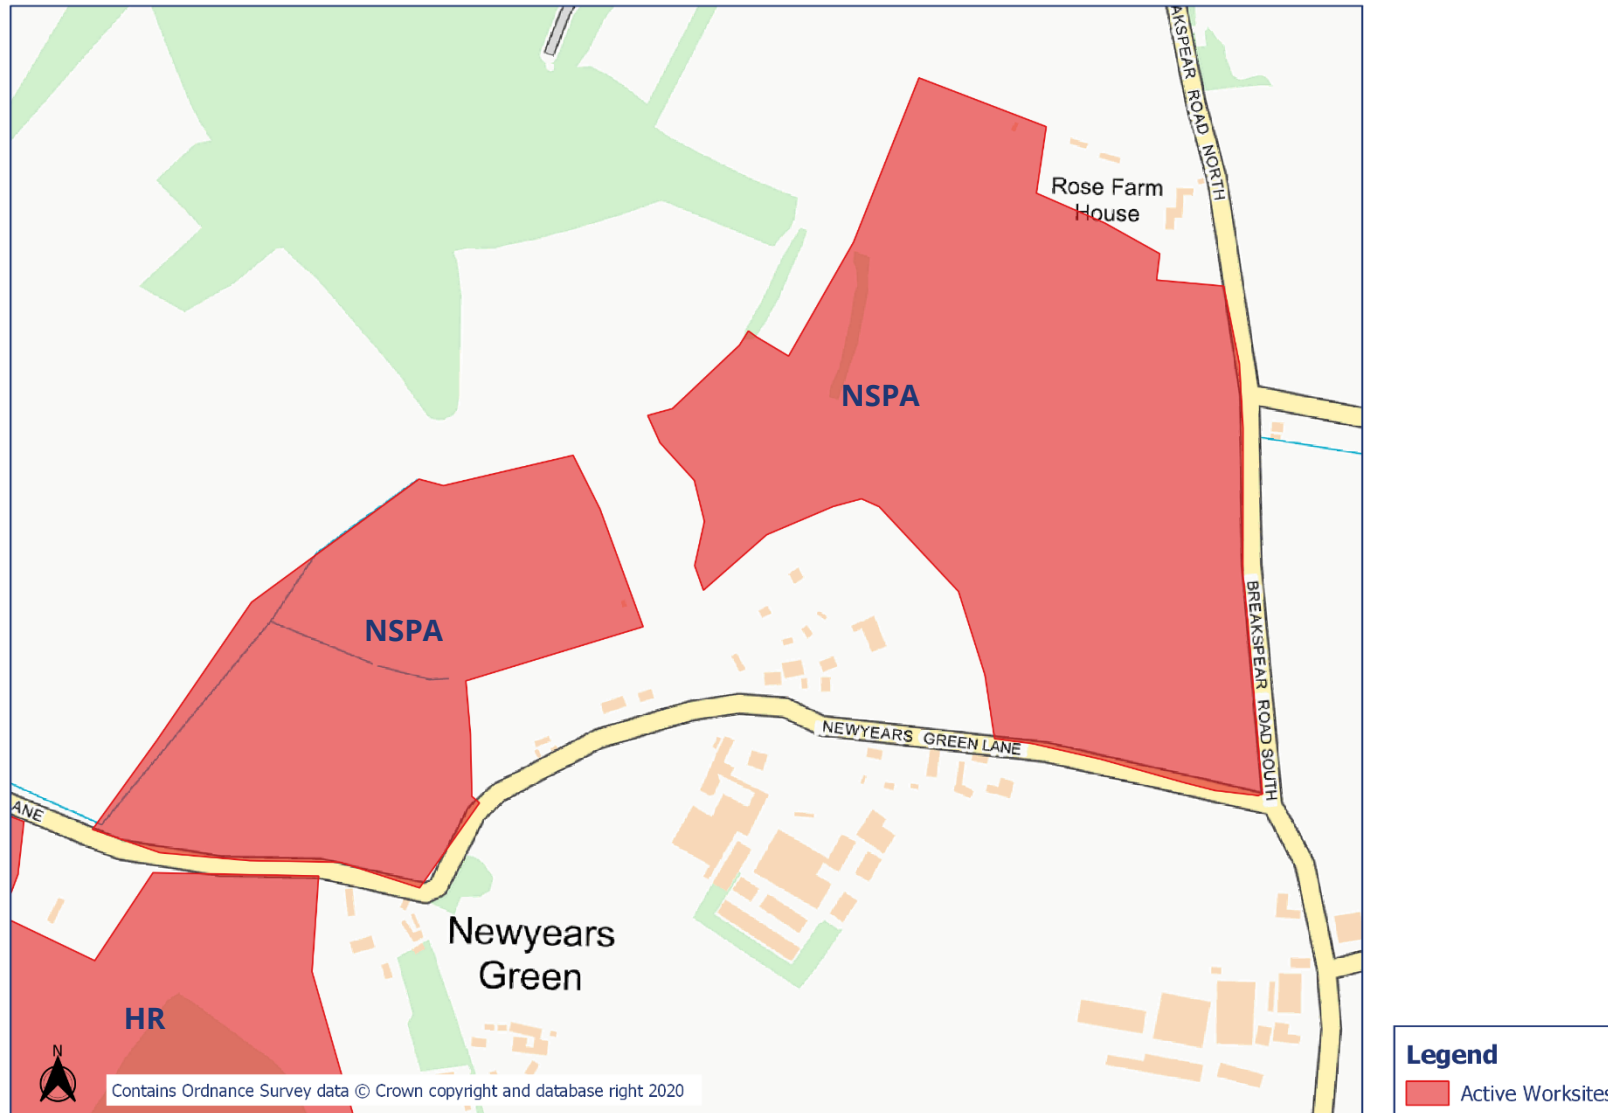 AKSPEAR ROAD NORTH
Rose Farm
House
NSPA
NSPA
BREAKSPEAR ROAD SOUTH
NEWYEARS GREEN LANE
ANE
Newyears
Green
HR
N
Contains Ordnance Survey data © Crown copyright and database right 2020
Legend
Active Worksites